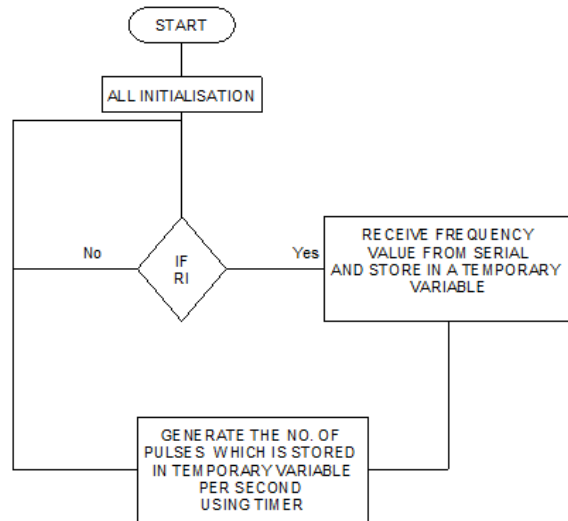 START
ALL INITIALISATION
No
IF
RI
Yes
RECEIVE FREQUENCY
VALUE FROM SERIAL
AND STORE IN A TEMPORARY
VARIABLE
GENERATE THE NO. OF
PULSES WHICH IS STORED
IN TEMPORARY VARIABLE
PER SECOND
USING TIMER